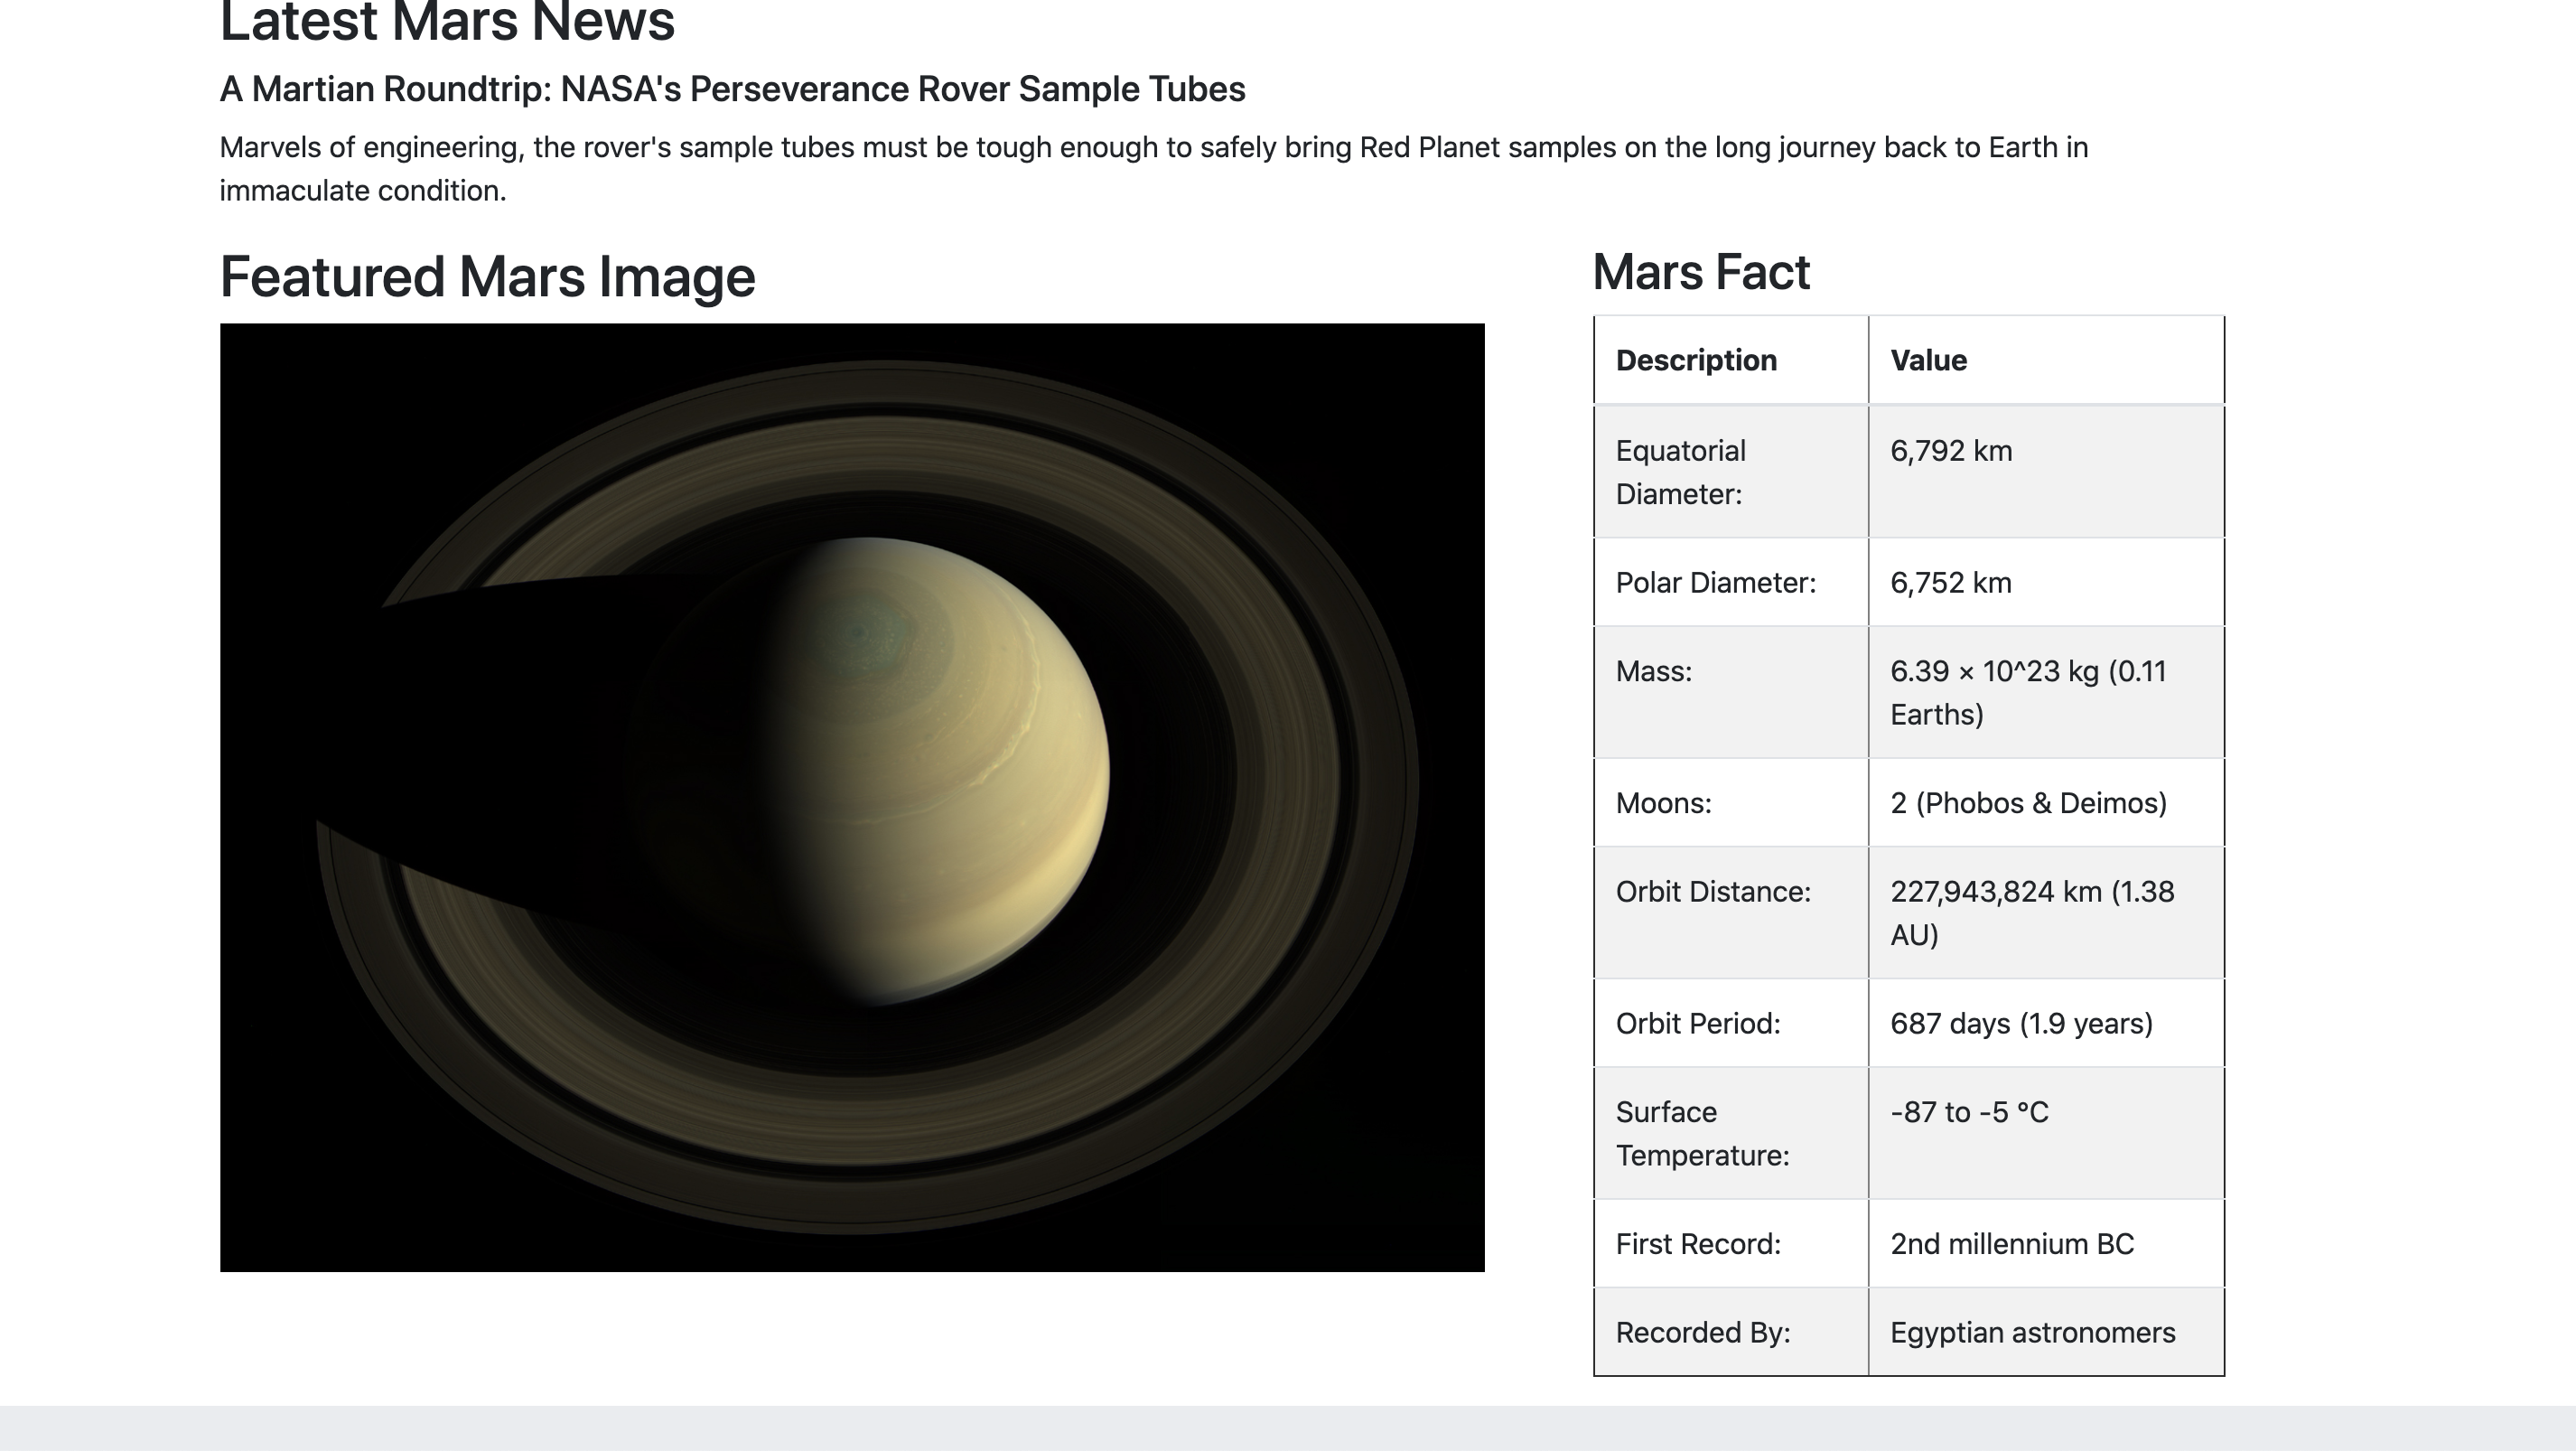 Latest Mars News
A Martian Roundtrip: NASA's Perseverance Rover Sample Tubes
Marvels of engineering, the rover's sample tubes must be tough enough to safely bring Red Planet samples on the long journey back to Earth in
immaculate condition.
Featured Mars Image
Mars Fact
Description Value
Equatorial 6,792 km
Diameter:
Polar Diameter: 6,752 km
Mass: 6.39 × 10^23 kg (0.11
Earths)
Moons: 2 (Phobos & Deimos)
Orbit Distance: 227,943,824 km (1.38
AU)
Orbit Period: 687 days (1.9 years)
Surface -87 to -5 °C
Temperature:
First Record: 2nd millennium BC
Recorded By: Egyptian astronomers